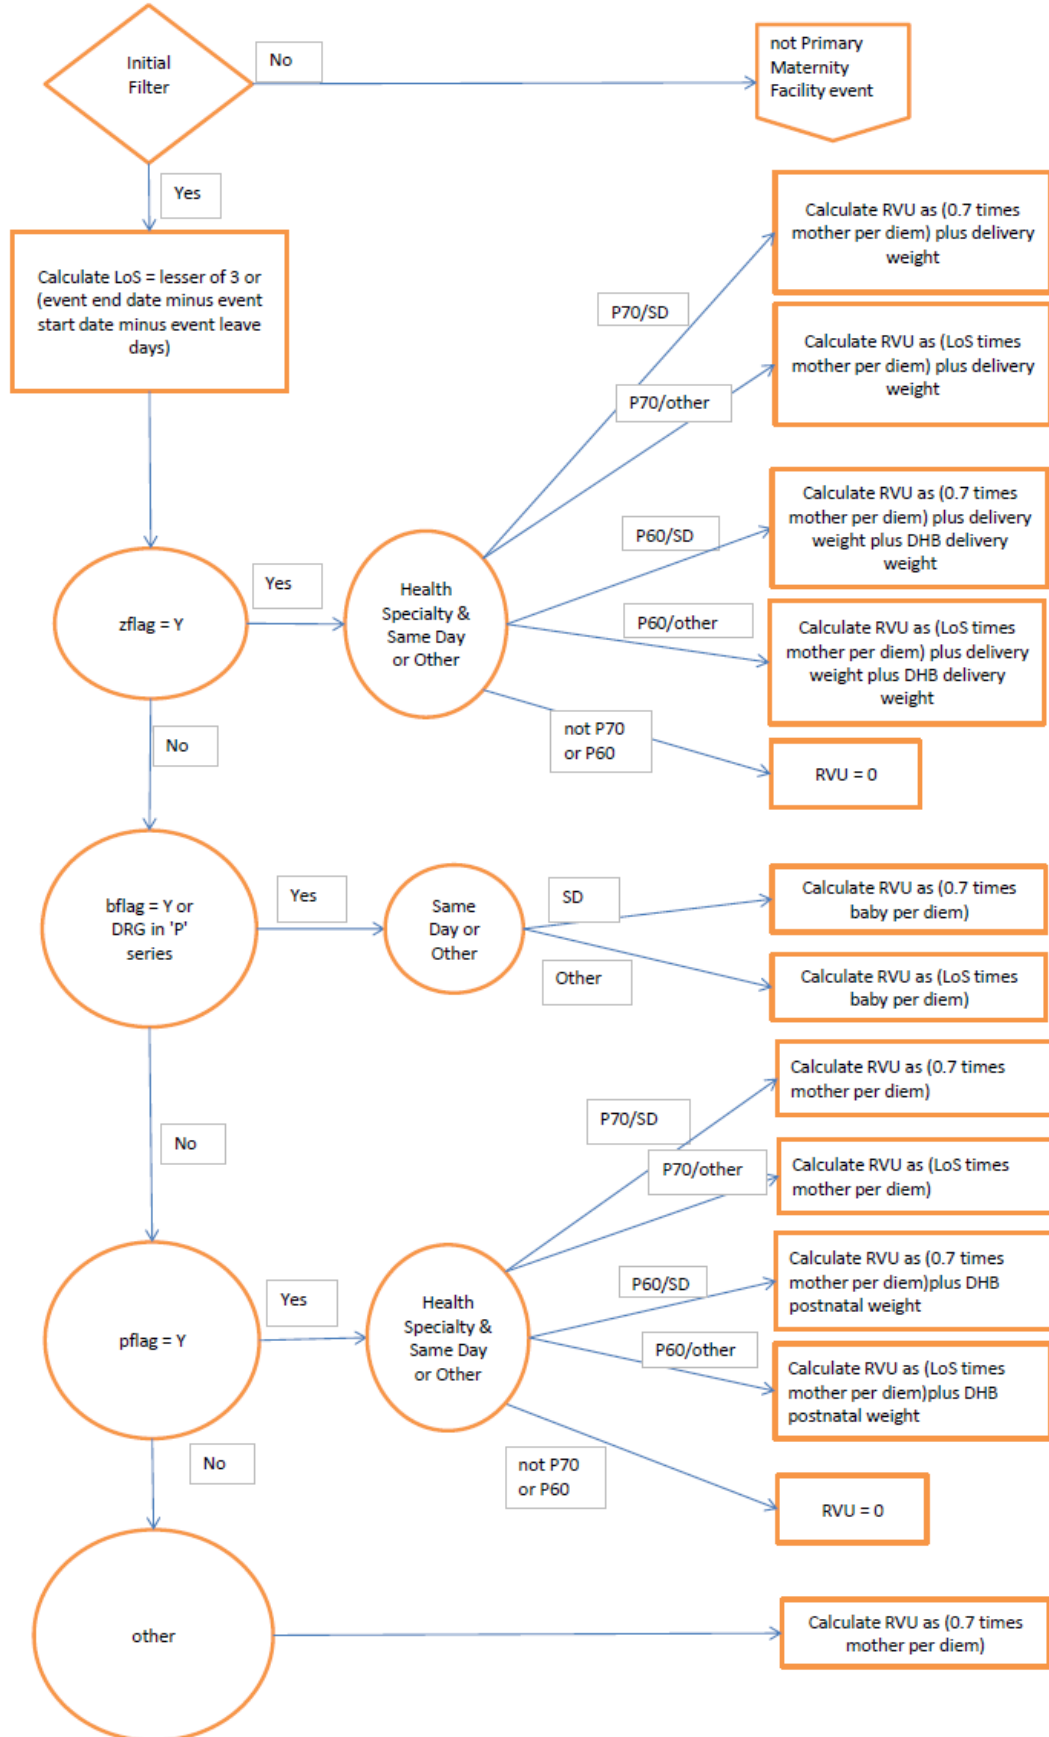 Initial
Filter
No
not Primary
Maternity
Facility event
Yes
Calculate LoS = lesser of 3 or
(event end date minus event
start date minus event leave
days)
Calculate RVU as (0.7 times
mother per diem) plus delivery
weight
P70/SD
Calculate RVU as (LoS times
mother per diem) plus delivery
weight
P70/other
Calculate RVU as (0.7 times
mother per diem) plus delivery
weight plus DHB delivery
weight
P60/SD
zflag = Y
Yes
Health
Specialty &
Same Day
or Other
P60/other
Calculate RVU as (LoS times
mother per diem) plus delivery
weight plus DHB delivery
weight
No
not P70
or P60
RVU = 0
bflag = Y or
DRG in 'P'
series
Yes
Same
Day or
Other
SD
Calculate RVU as (0.7 times
baby per diem)
Other
Calculate RVU as (LoS times
baby per diem)
Calculate RVU as (0.7 times
mother per diem)
P70/SD
No
P70/other
Calculate RVU as (LoS times
mother per diem)
P60/SD
Calculate RVU as (0.7 times
mother per diem)plus DHB
postnatal weight
pflag = Y
Yes
Health
Specialty &
Same Day
or Other
P60/other
Calculate RVU as (LoS times
mother per diem)plus DHB
postnatal weight
No
not P70
or P60
RVU = 0
other
Calculate RVU as (0.7 times
mother per diem)